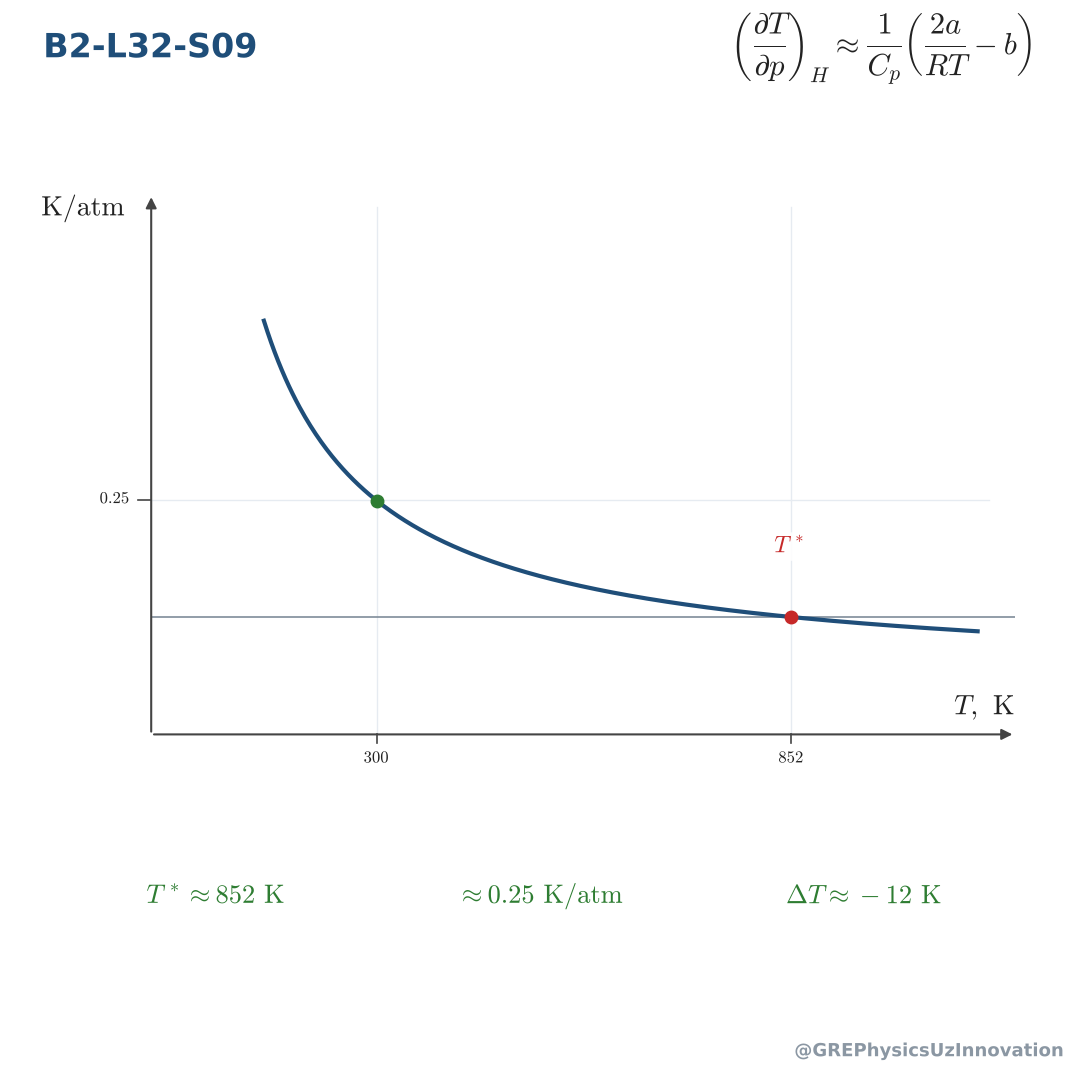 B2-L32-S09
(∂T/∂p)_H ≈ 1/C_p (2a/RT − b)
K/atm
0.25
T*
T, K
300
852
T* ≈ 852 K
≈ 0.25 K/atm
ΔT ≈ −12 K
@GREPhysicsUzInnovation